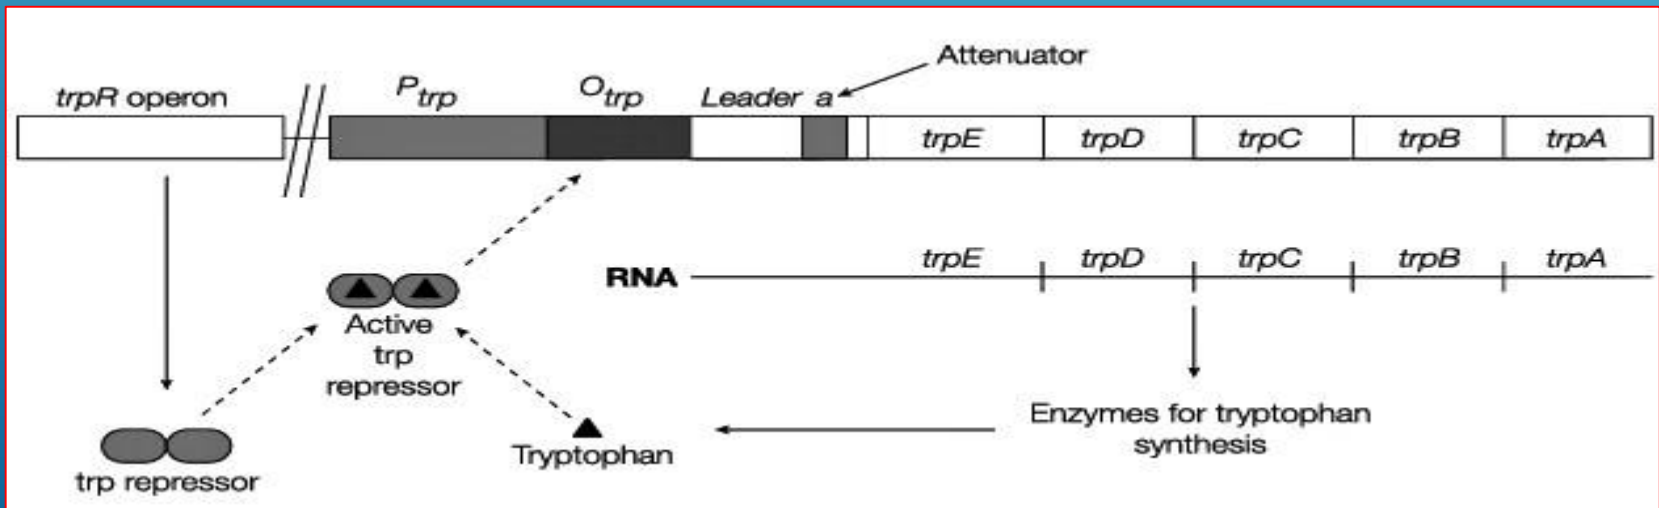 Attenuator
trpR operon
Ptrp
Otrp
Leader a
trpE trpD trpC trpB trpA
RNA
trpE trpD trpC trpB trpA
Active
trp
repressor
trp repressor
Tryptophan
Enzymes for tryptophan
synthesis